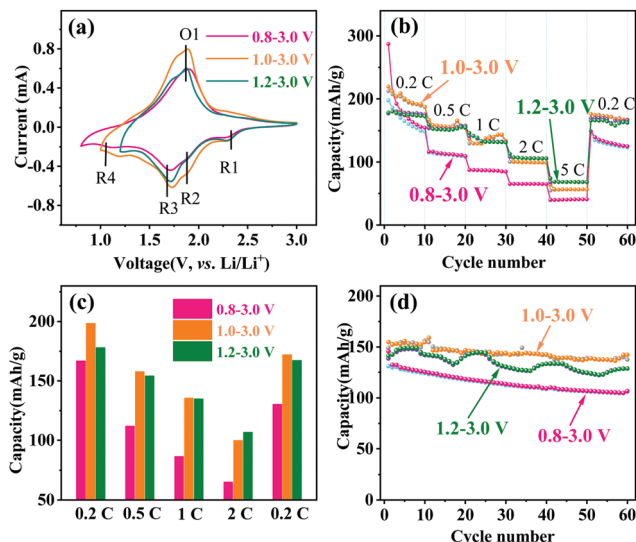 (a)
O1
0.8-3.0 V
1.0-3.0 V
1.2-3.0 V
R1
R2
R3
R4
0.8
0.4
0.0
-0.4
-0.8
Current (mA)
1.0 1.5 2.0 2.5 3.0
Voltage(V, vs. Li/Li⁺)
(b)
0.2 C
1.0-3.0 V
0.5 C
1 C
1.2-3.0 V
0.2 C
2 C
5 C
0.8-3.0 V
300
200
100
0
Capacity(mAh/g)
0 10 20 30 40 50 60
Cycle number
(c)
0.8-3.0 V
1.0-3.0 V
1.2-3.0 V
200
150
100
50
Capacity(mAh/g)
0.2 C 0.5 C 1 C 2 C 0.2 C
(d)
1.0-3.0 V
1.2-3.0 V
0.8-3.0 V
200
150
100
50
0
Capacity(mAh/g)
0 10 20 30 40 50 60
Cycle number